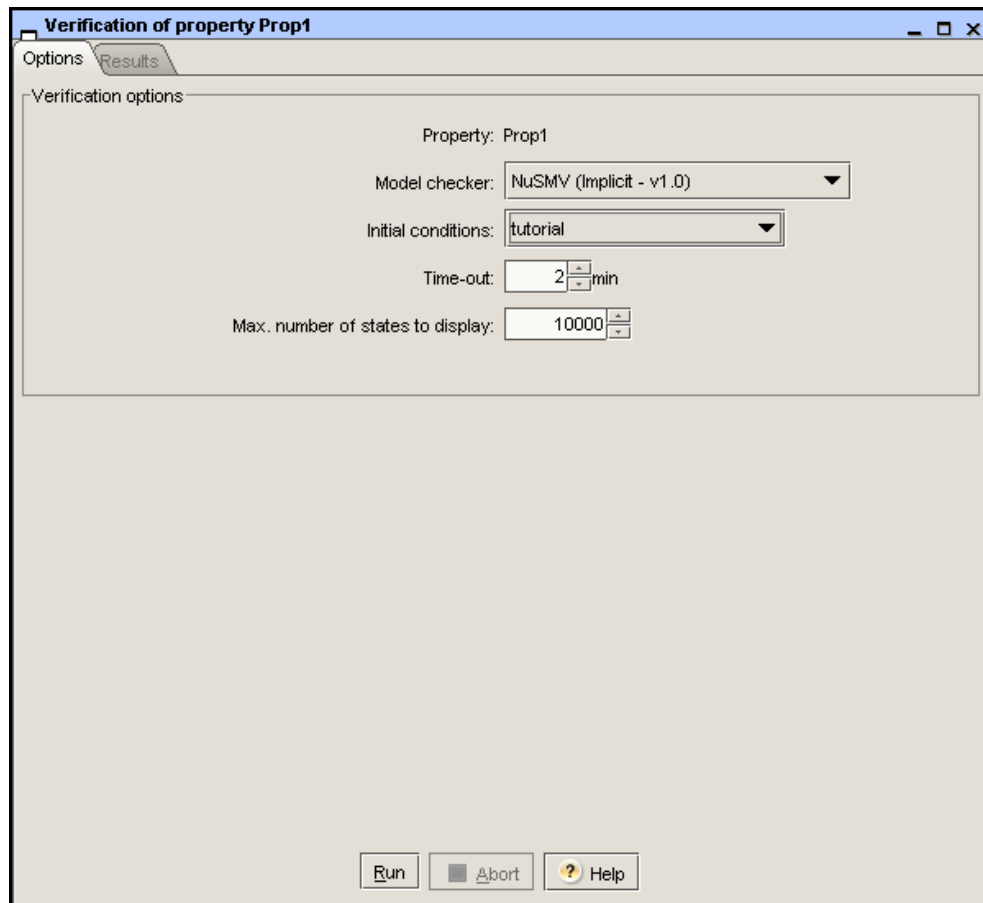 Verification of property Prop1
Options Results
Verification options
Property: Prop1
Model checker: NuSMV (Implicit - v1.0)
Initial conditions: tutorial
Time-out: 2 min
Max. number of states to display: 10000
Run Abort ? Help